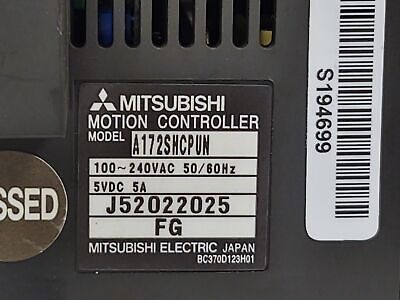 MITSUBISHI
MOTION CONTROLLER
MODEL A172SHCPUN
100~240VAC 50/60Hz
5VDC 5A
J52022025
FG
MITSUBISHI ELECTRIC JAPAN
BC370D123H01
S194699
SSED